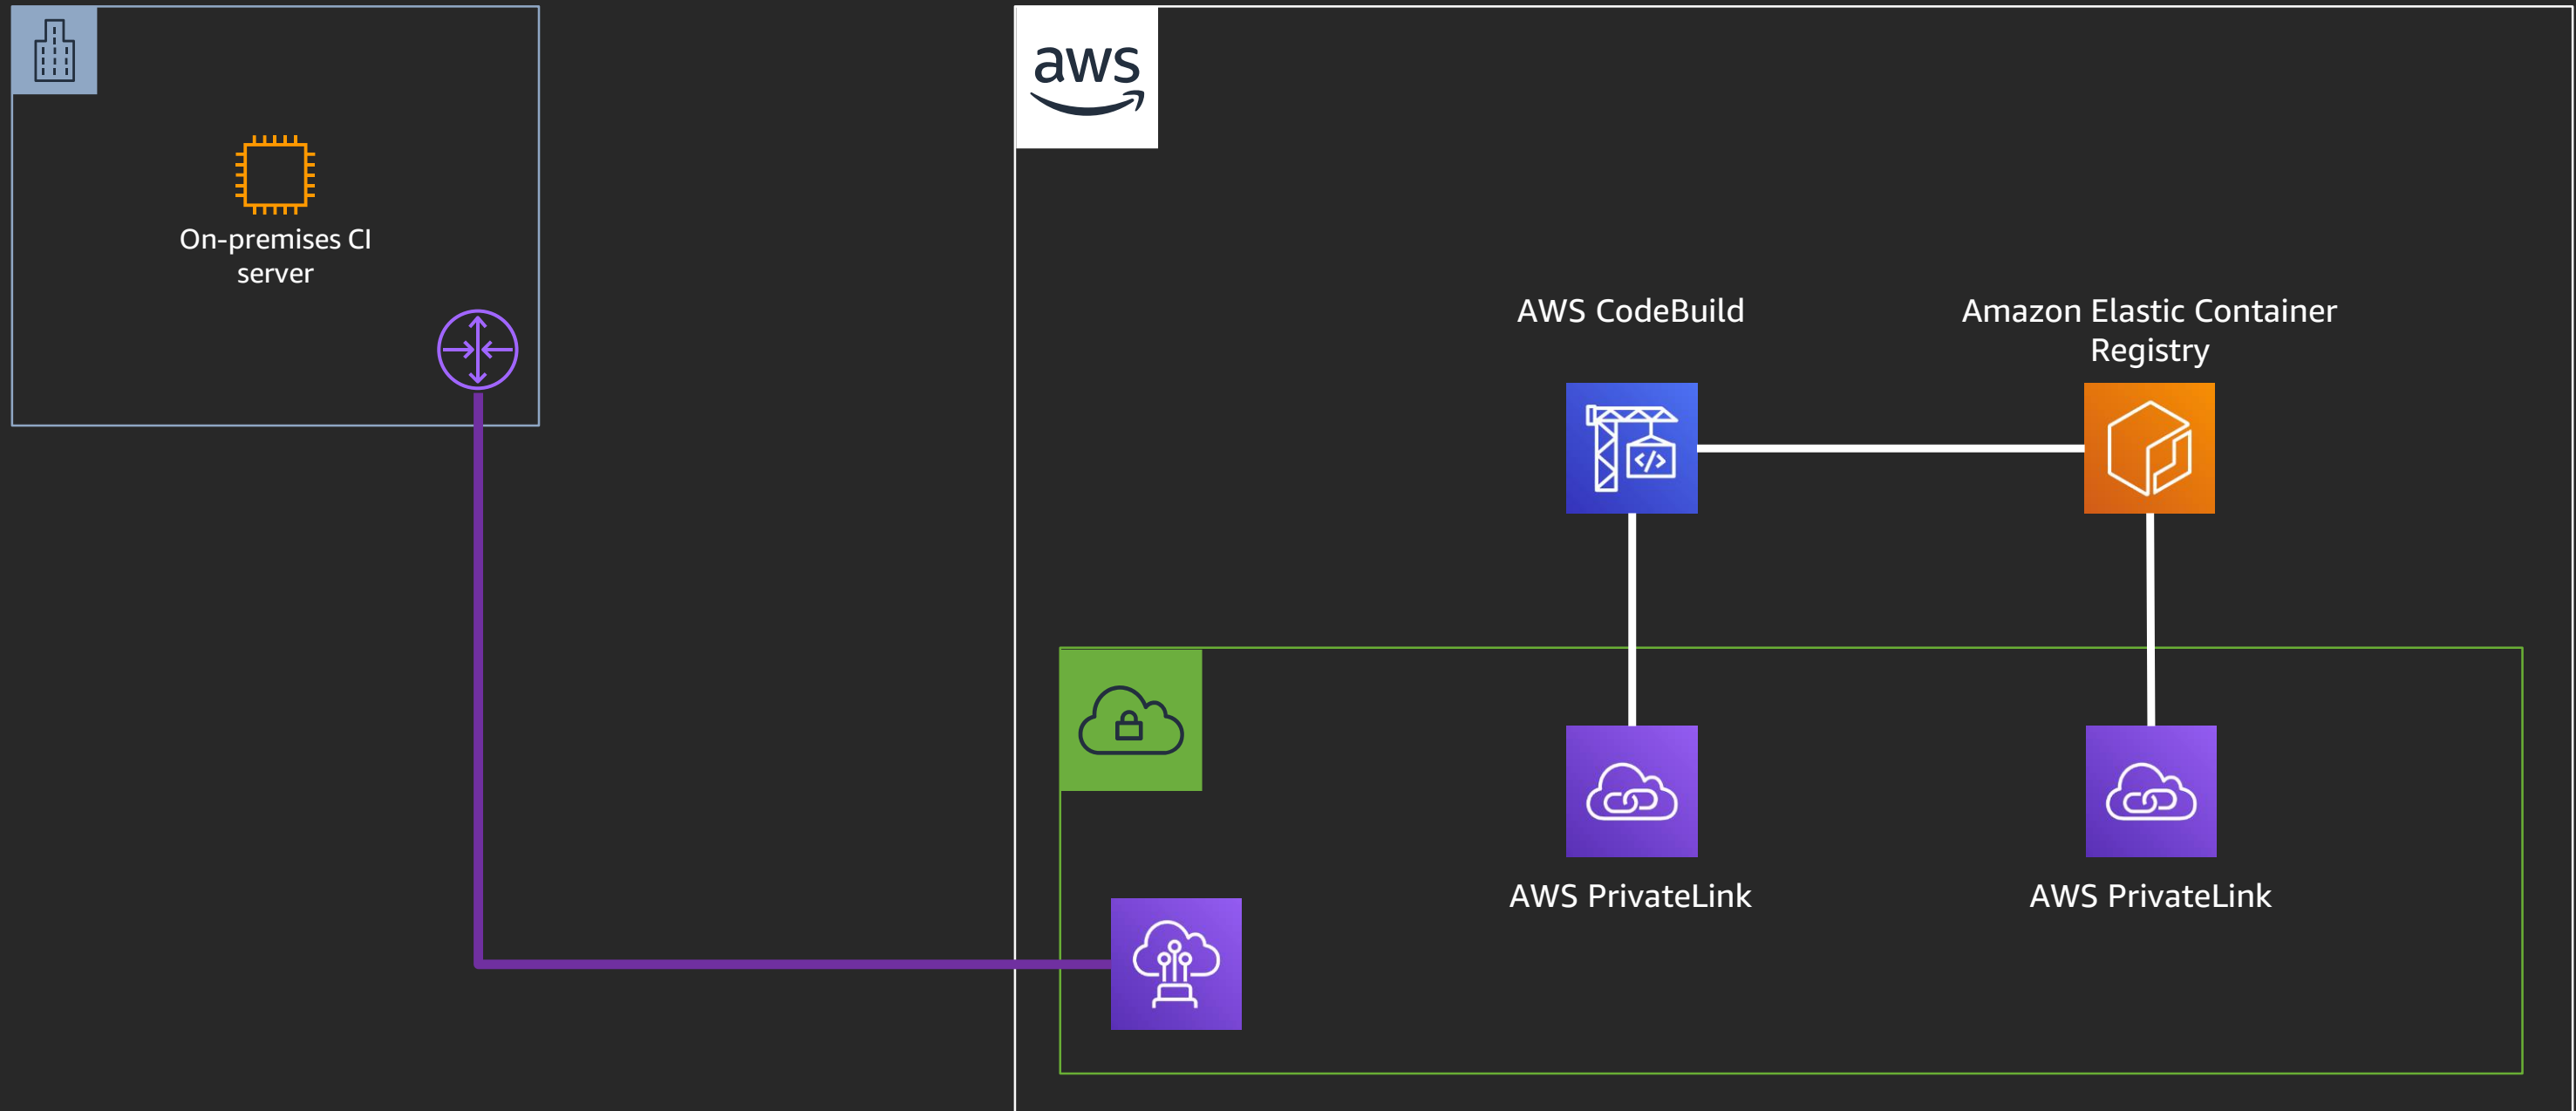 aws
On-premises CI
server
AWS CodeBuild
Amazon Elastic Container
Registry
</>
AWS PrivateLink
AWS PrivateLink